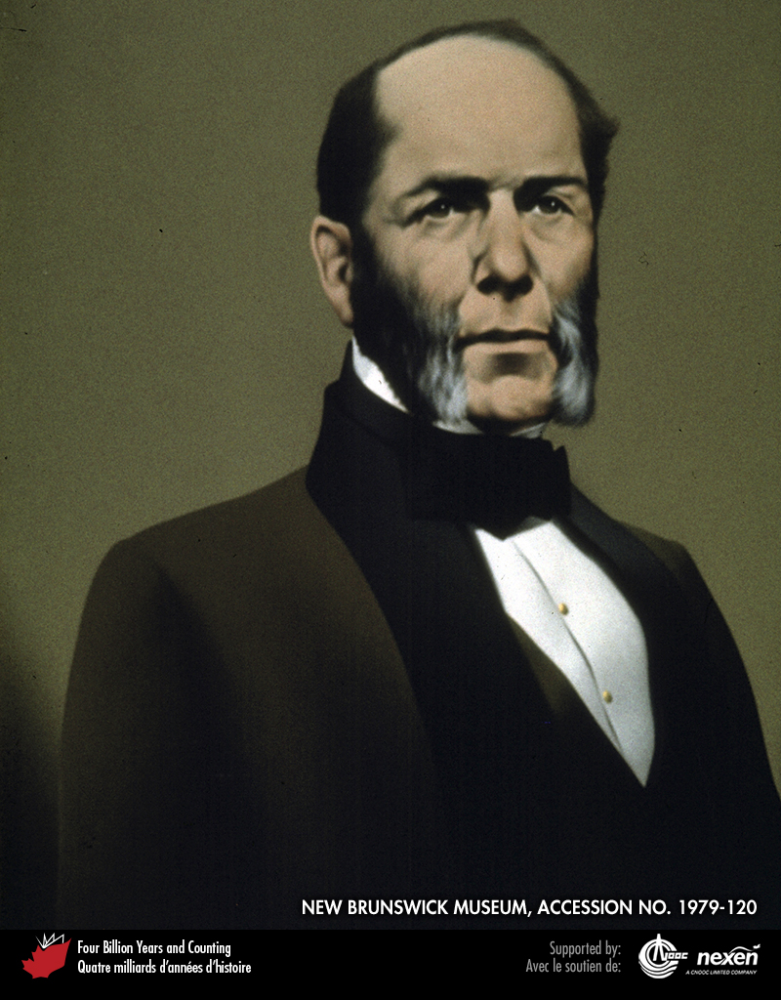 NEW BRUNSWICK MUSEUM, ACCESSION NO. 1979-120
Four Billion Years and Counting
Quatre milliards d'années d'histoire
Supported by:
Avec le soutien de:
CNOOC
nexen
A CNOOC LIMITED COMPANY